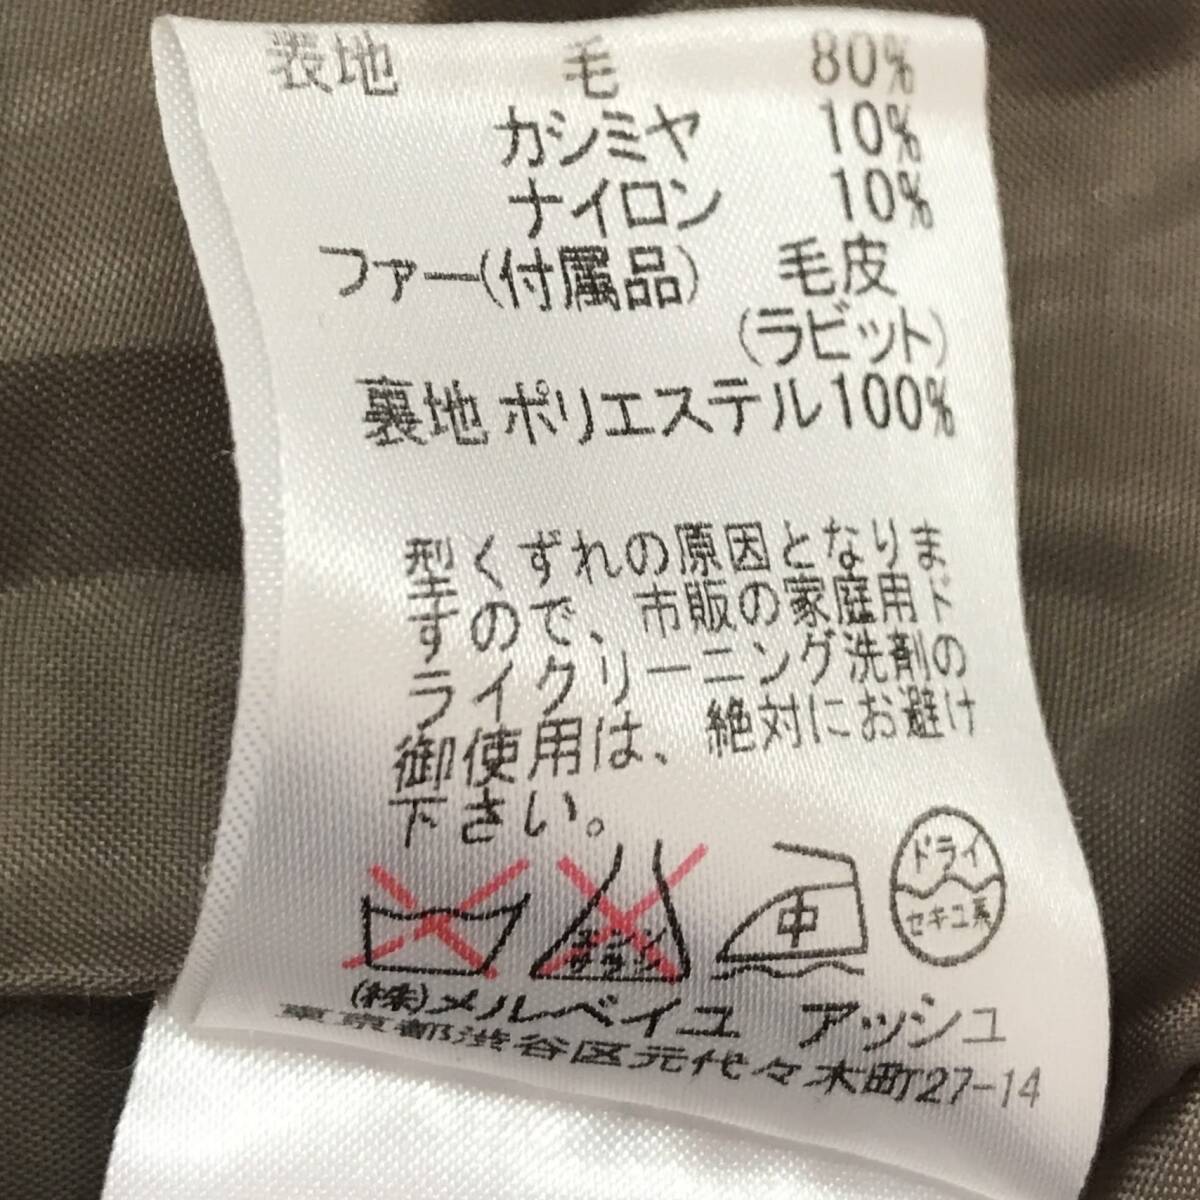 表地 毛 80%
カシミヤ 10%
ナイロン 10%
ファー(付属品) 毛皮
(ラビット)
裏地 ポリエステル100%
型くずれの原因となりま
すので、市販の家庭用ド
ライクリーニング洗剤の
御使用は、絶対にお避け
下さい。
エンソ
サラシ
中
ドライ
セキユ系
(株)メルベイユ アッシュ
東京都渋谷区元代々木町27-14